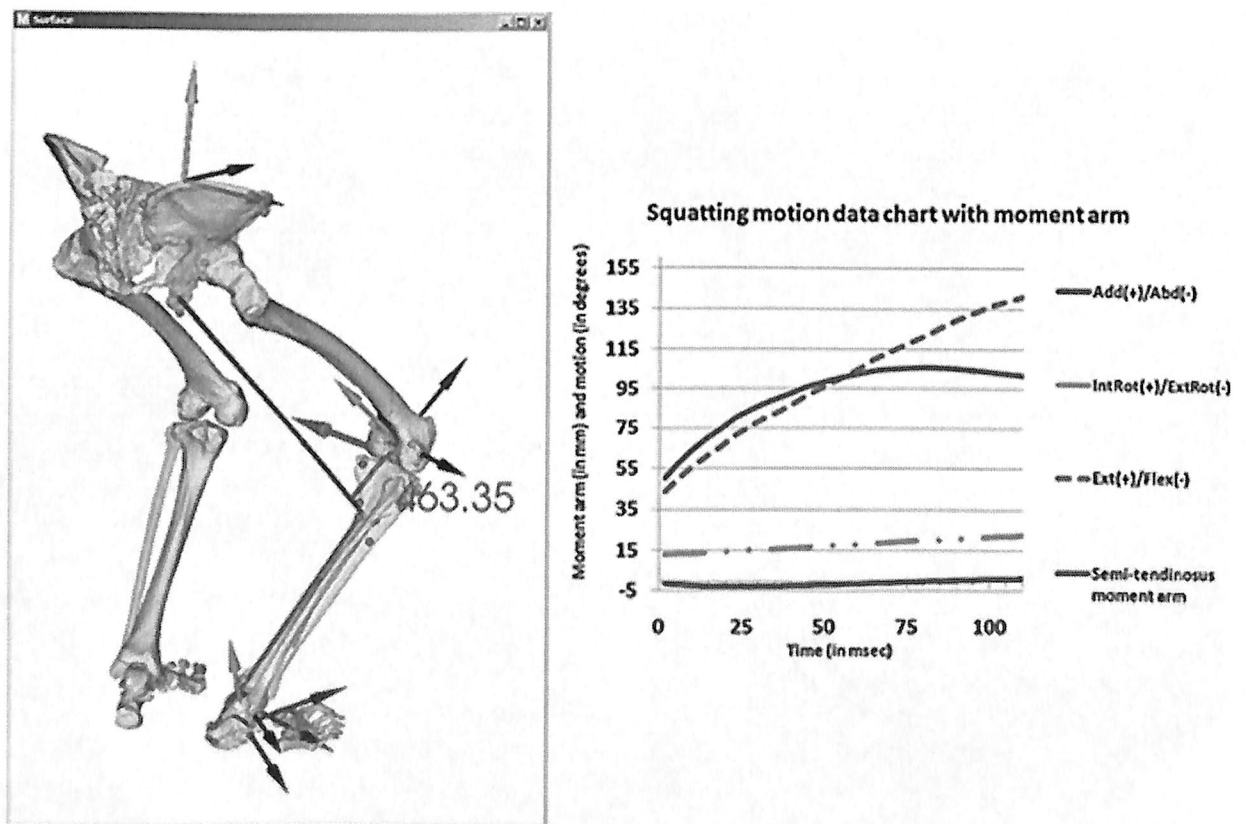 M Surface
463.35
Squatting motion data chart with moment arm
Moment arm (in mm) and motion (in degrees)
155
135
115
95
75
55
35
15
-5
0 25 50 75 100
Time (in msec)
Add(+)/Abd(-)
IntRot(+)/ExtRot(-)
Ext(+)/Flex(-)
Semi-tendinosus
moment arm